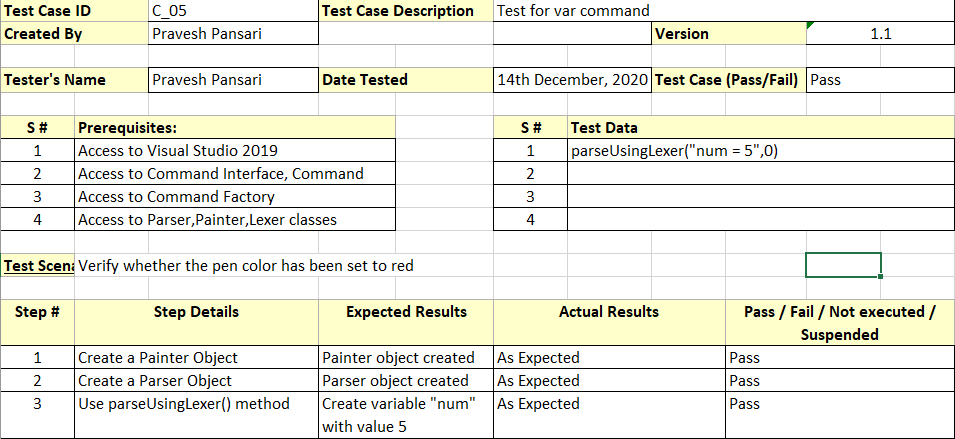 Test Case ID C_05 Test Case Description Test for var command
Created By Pravesh Pansari Version 1.1
Tester's Name Pravesh Pansari Date Tested 14th December, 2020 Test Case (Pass/Fail) Pass
S # Prerequisites: S # Test Data
1 Access to Visual Studio 2019 1 parseUsingLexer("num = 5",0)
2 Access to Command Interface, Command 2
3 Access to Command Factory 3
4 Access to Parser,Painter,Lexer classes 4
Test Scena Verify whether the pen color has been set to red
Step # Step Details Expected Results Actual Results Pass / Fail / Not executed /
Suspended
1 Create a Painter Object Painter object created As Expected Pass
2 Create a Parser Object Parser object created As Expected Pass
3 Use parseUsingLexer() method Create variable "num" As Expected Pass
with value 5